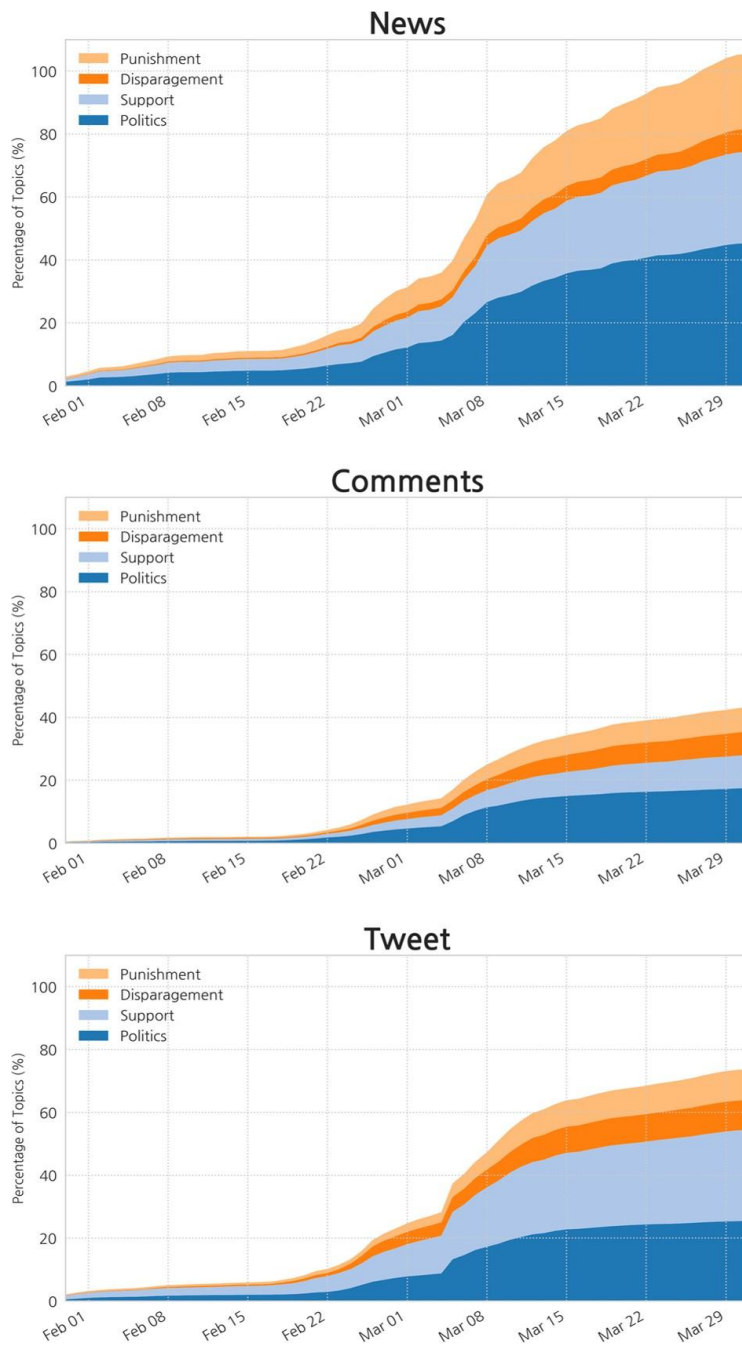 News
Punishment
Disparagement
Support
Politics
Percentage of Topics (%)
100
80
60
40
20
0
Feb 01 Feb 08 Feb 15 Feb 22 Mar 01 Mar 08 Mar 15 Mar 22 Mar 29
Comments
Punishment
Disparagement
Support
Politics
Percentage of Topics (%)
100
80
60
40
20
0
Feb 01 Feb 08 Feb 15 Feb 22 Mar 01 Mar 08 Mar 15 Mar 22 Mar 29
Tweet
Punishment
Disparagement
Support
Politics
Percentage of Topics (%)
100
80
60
40
20
0
Feb 01 Feb 08 Feb 15 Feb 22 Mar 01 Mar 08 Mar 15 Mar 22 Mar 29